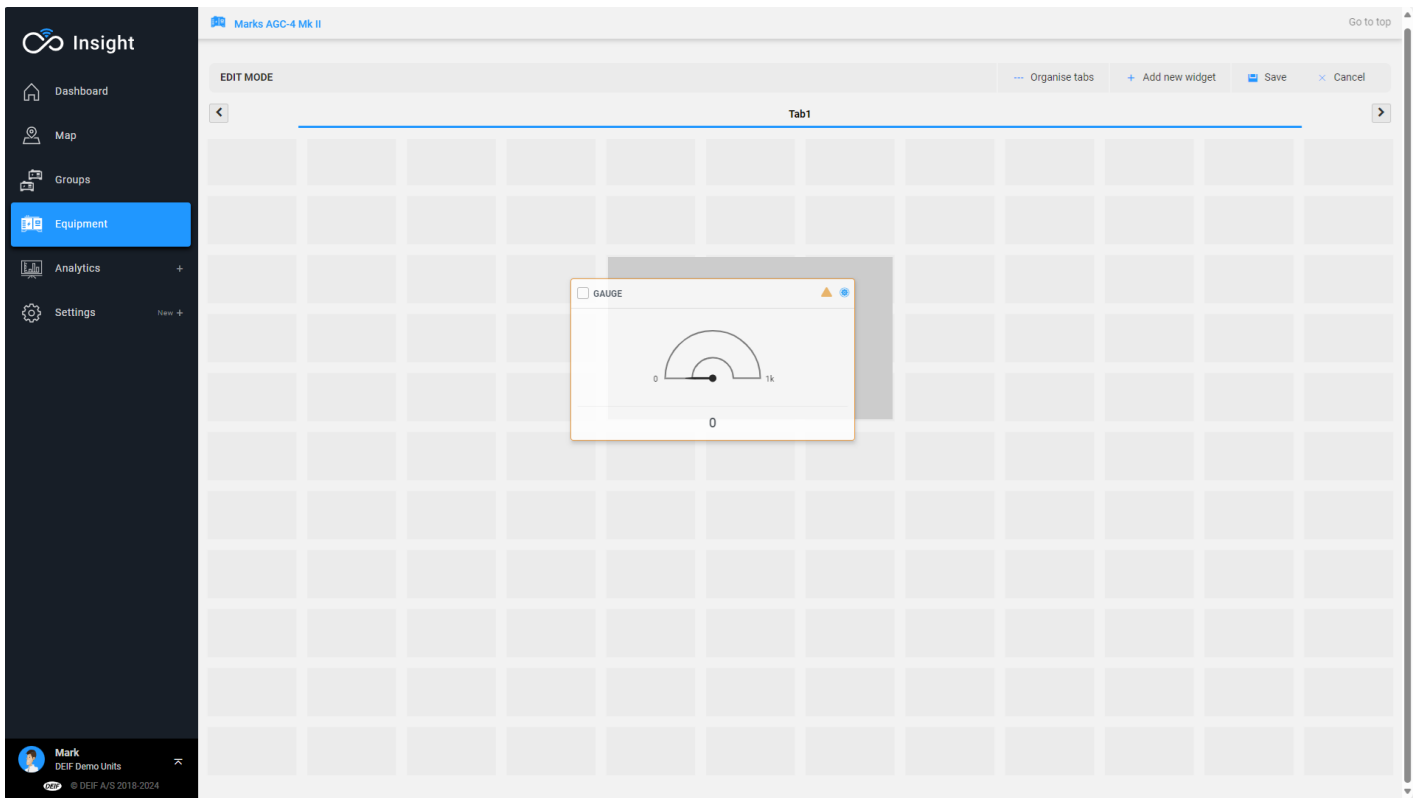 Insight
Dashboard
Map
Groups
Equipment
Analytics +
Settings New +
Mark
DEIF Demo Units
DEIF © DEIF A/S 2018-2024
Marks AGC-4 Mk II
Go to top
EDIT MODE
Organise tabs + Add new widget Save × Cancel
Tab1
GAUGE
0 1k
0